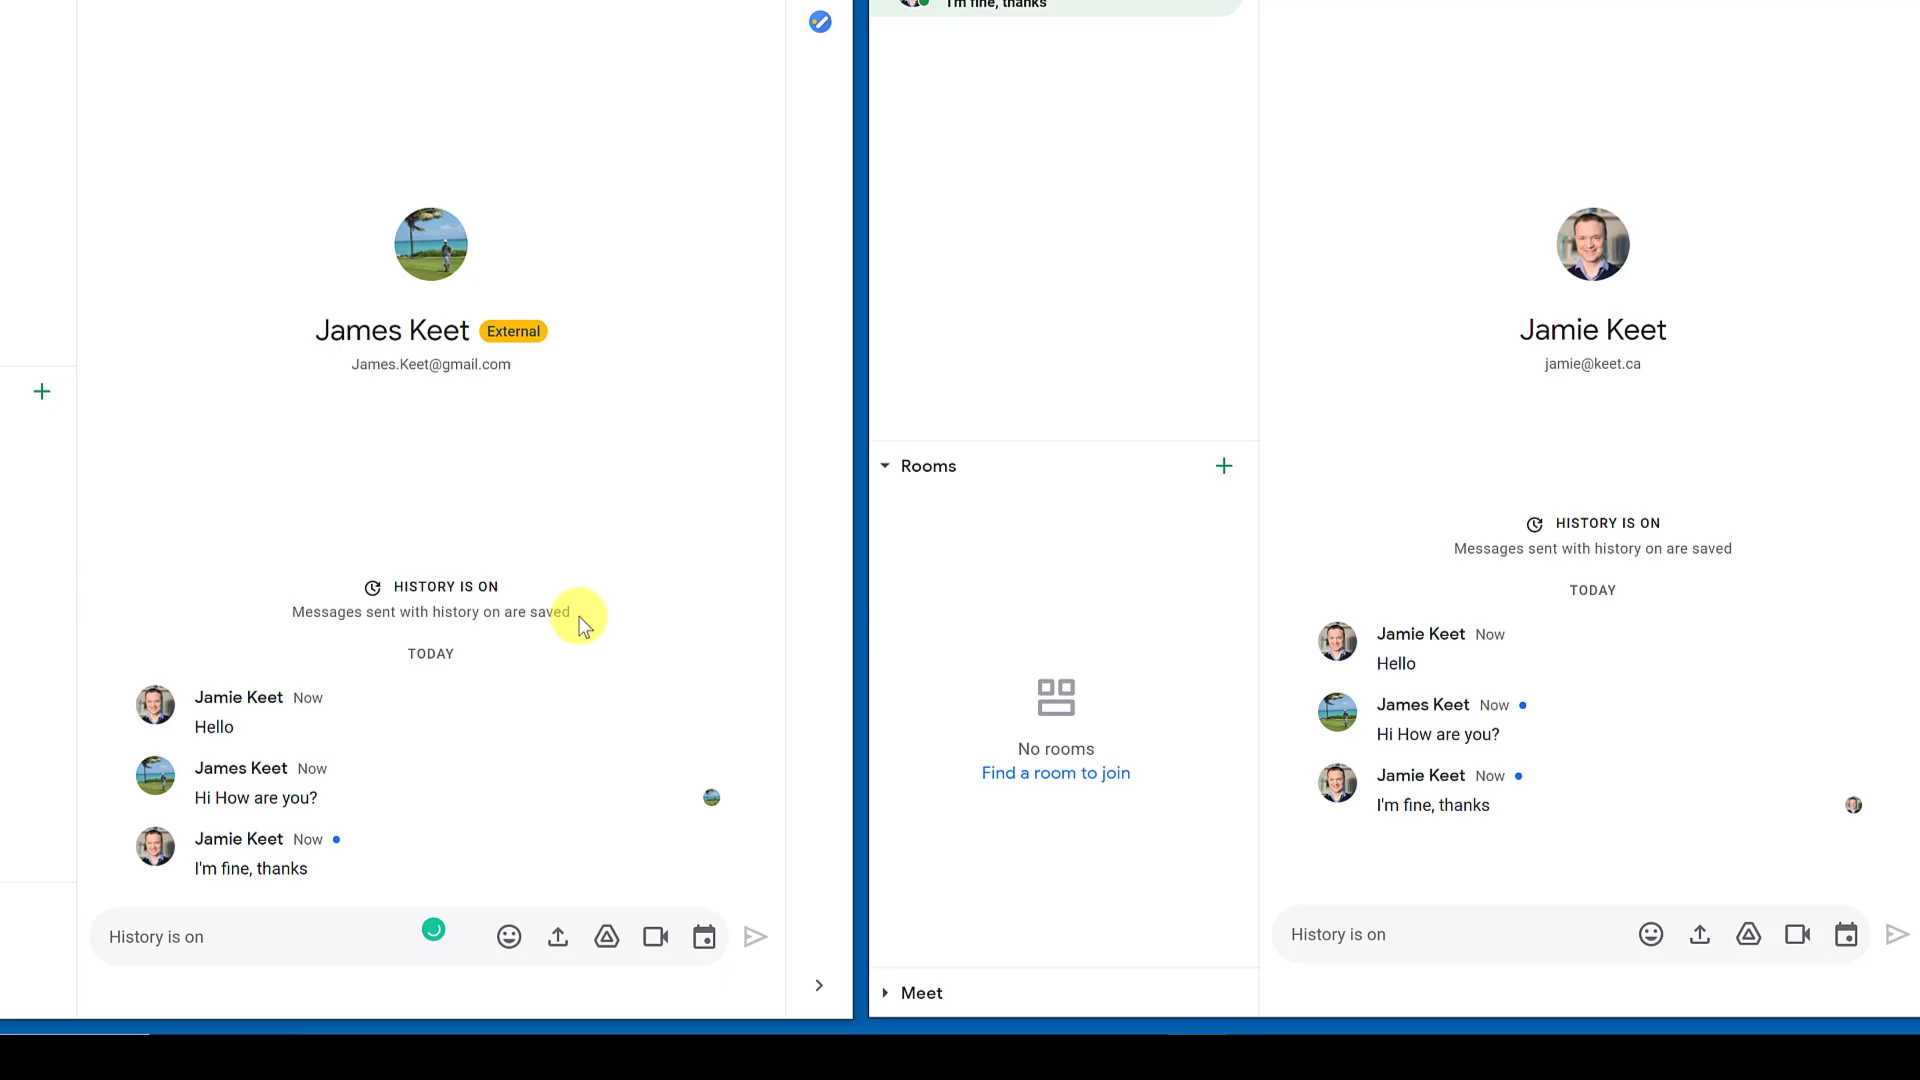 James Keet External
James.Keet@gmail.com
HISTORY IS ON
Messages sent with history on are saved
TODAY
Jamie Keet Now
Hello
James Keet Now
Hi How are you?
Jamie Keet Now
I'm fine, thanks
History is on
I'm fine, thanks
Rooms
No rooms
Find a room to join
Meet
Jamie Keet
jamie@keet.ca
HISTORY IS ON
Messages sent with history on are saved
TODAY
Jamie Keet Now
Hello
James Keet Now
Hi How are you?
Jamie Keet Now
I'm fine, thanks
History is on